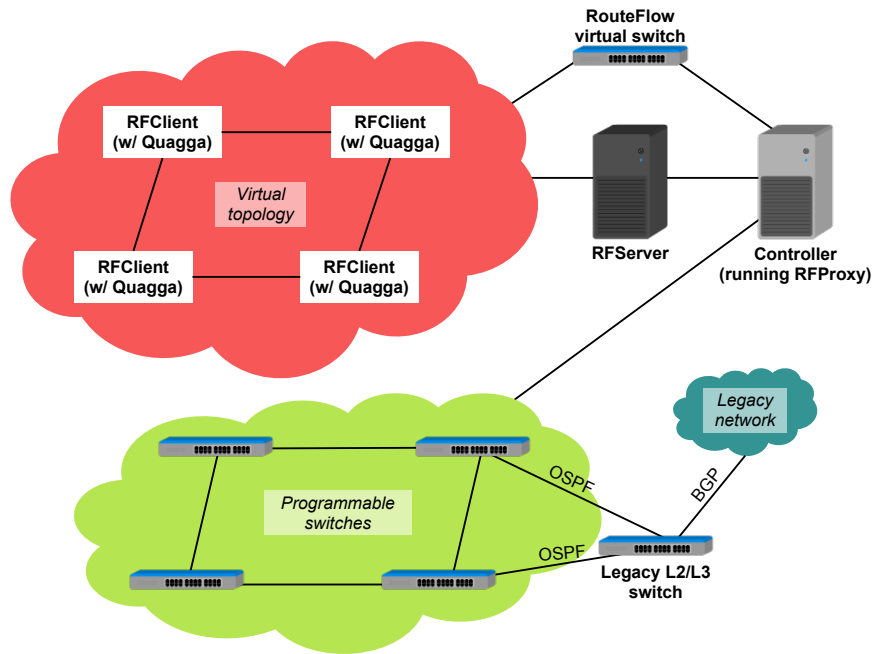 RouteFlow
virtual switch
RFClient
(w/ Quagga)
RFClient
(w/ Quagga)
Virtual
topology
RFClient
(w/ Quagga)
RFClient
(w/ Quagga)
RFServer
Controller
(running RFProxy)
Legacy
network
OSPF
BGP
Programmable
switches
OSPF
Legacy L2/L3
switch